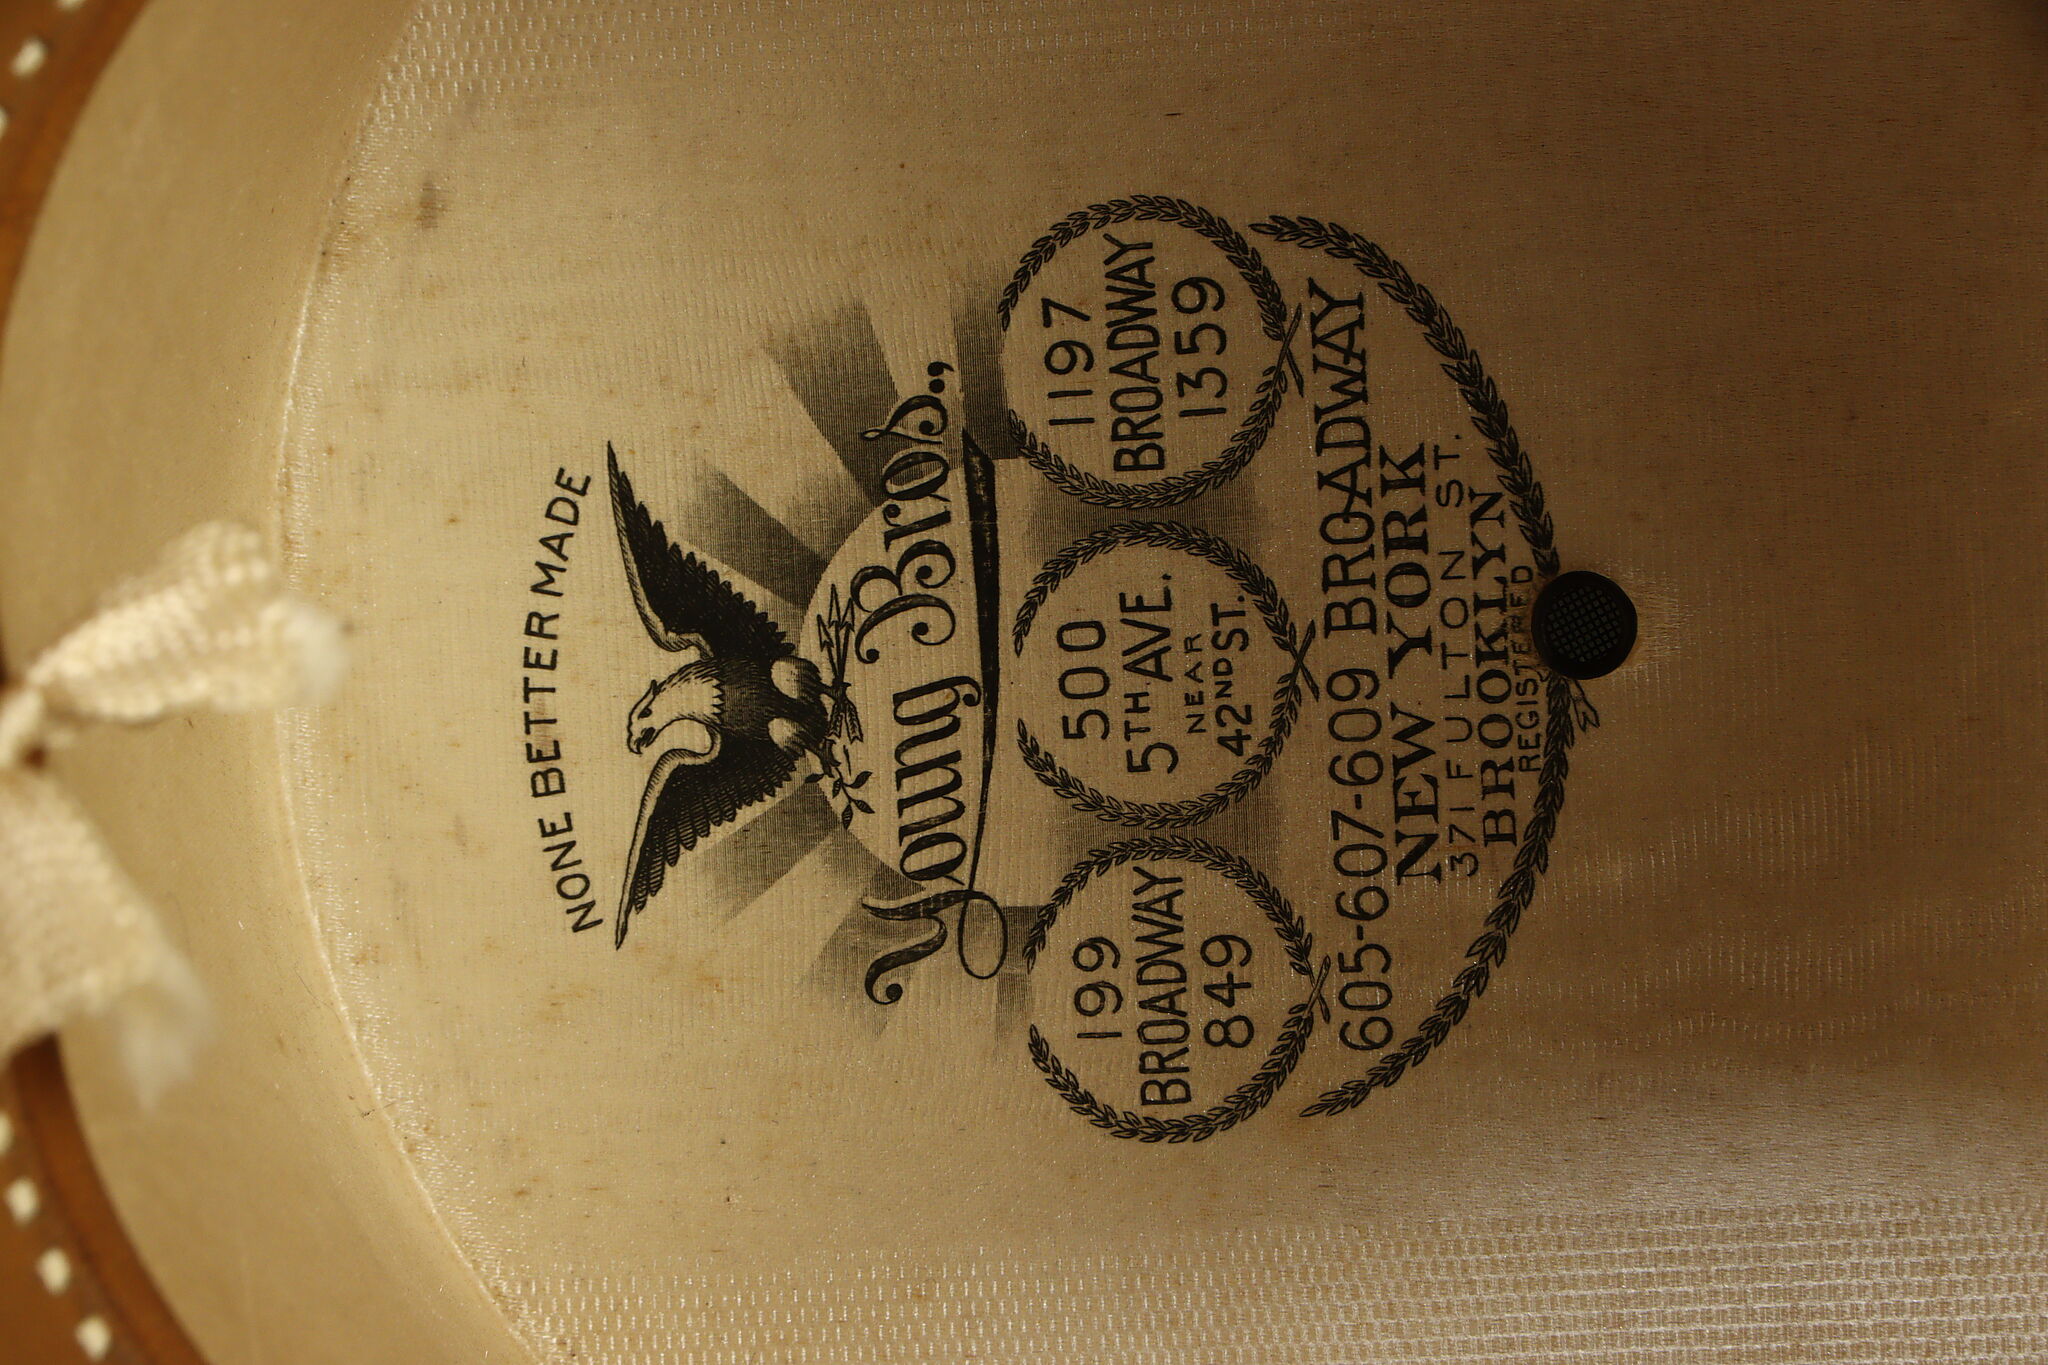 NONE BETTER MADE
Young Bros.,
199
BROADWAY
849
500
5TH AVE.
NEAR
42ND ST.
1197
BROADWAY
1359
605-607-609 BROADWAY
NEW YORK
371 FULTON ST.
BROOKLYN
REGISTERED